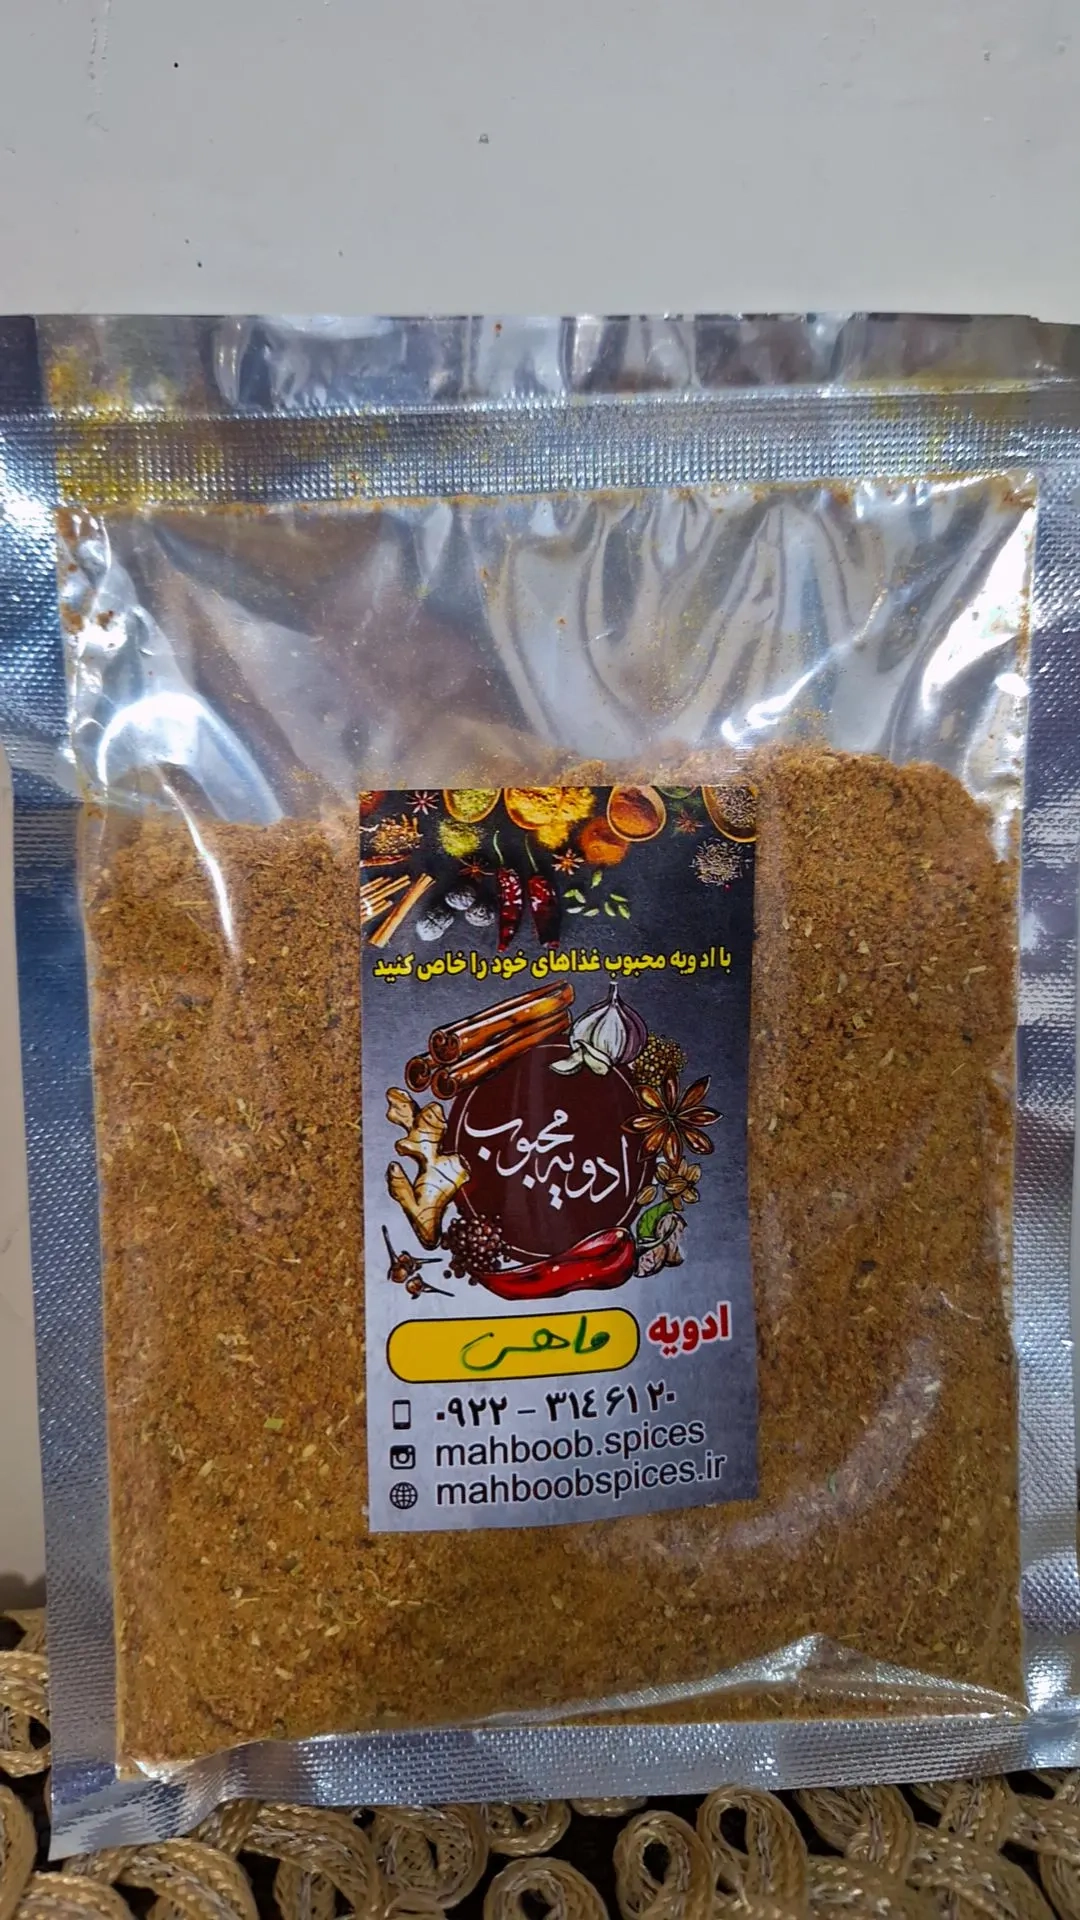 با ادویه محبوب غذاهای خود را خاص کنید
ادویه محبوب
ادویه ماهی
۰۹۲۲ - ۳۱۴۶۱۲۰
mahboob.spices
mahboobspices.ir